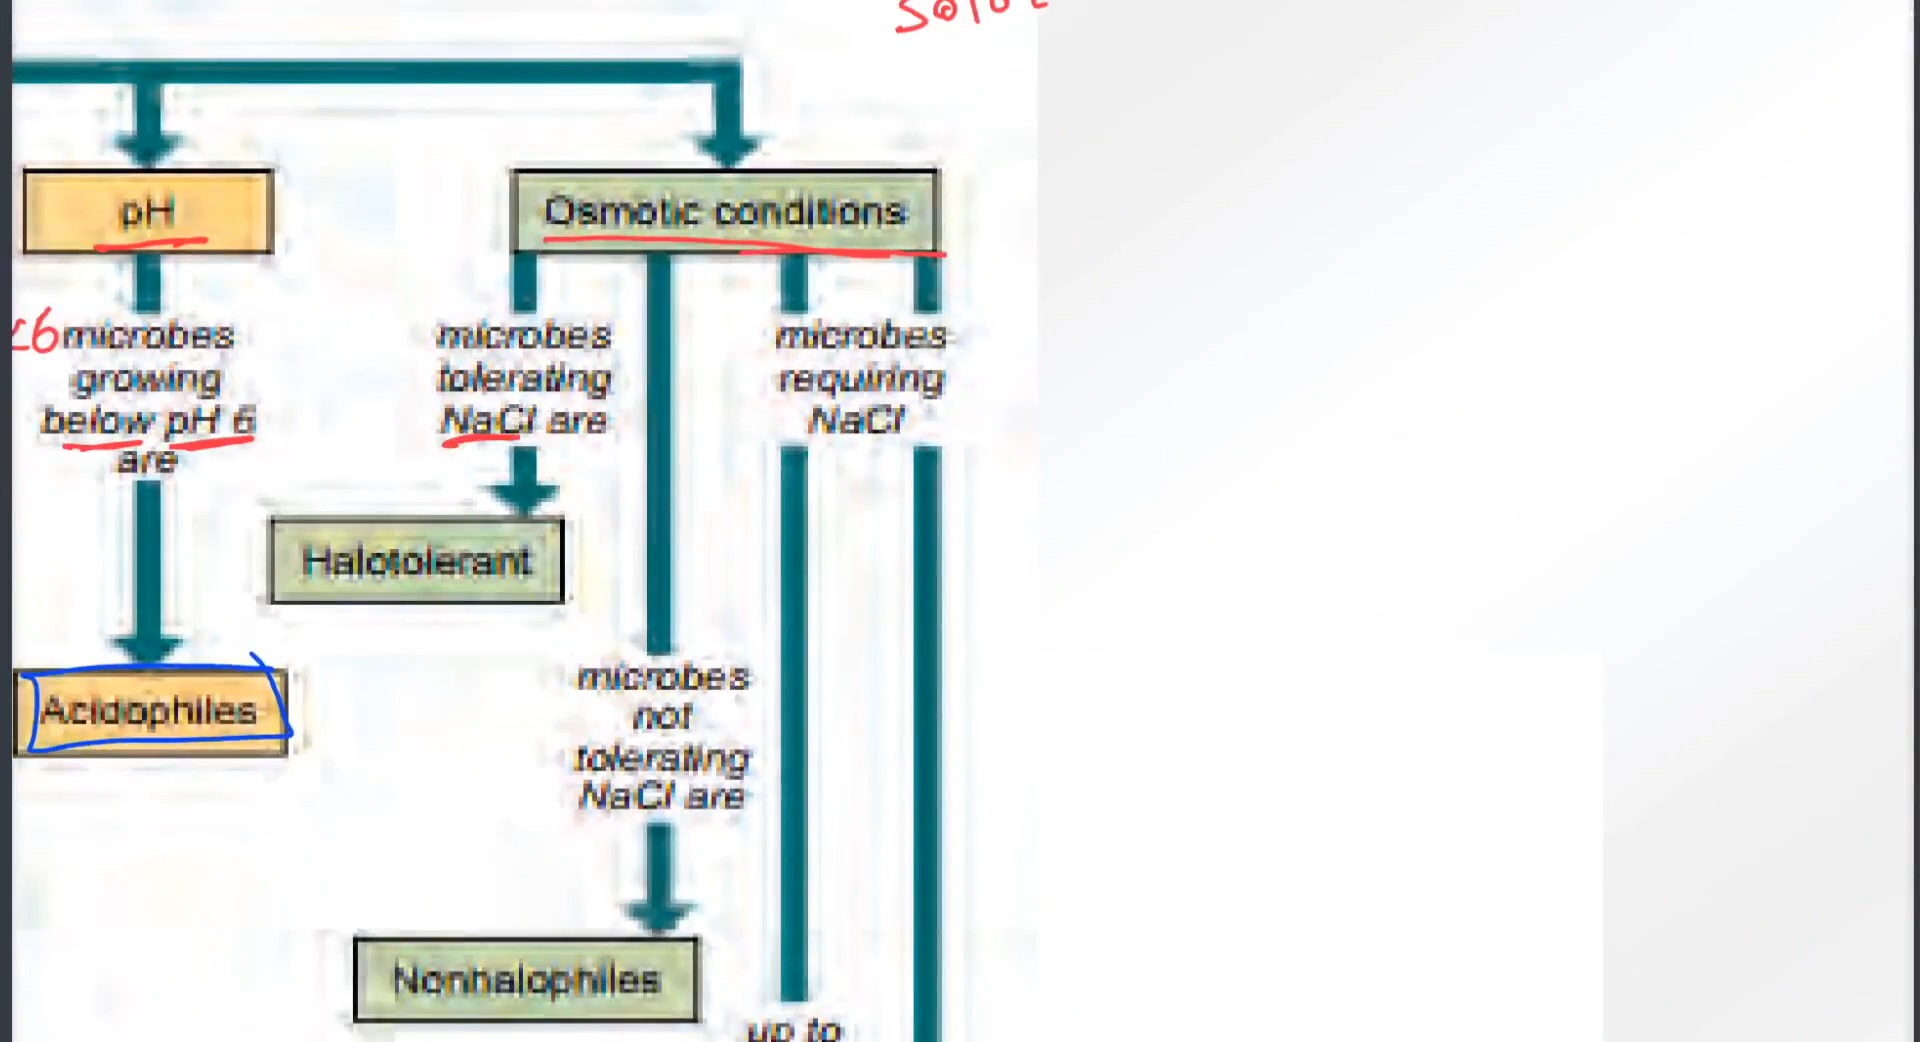 pH
Osmotic conditions
<6
microbes
growing
below pH 6
are
microbes
tolerating
NaCl are
microbes
requiring
NaCl
Halotolerant
Acidophiles
microbes
not
tolerating
NaCl are
Nonhalophiles
up to